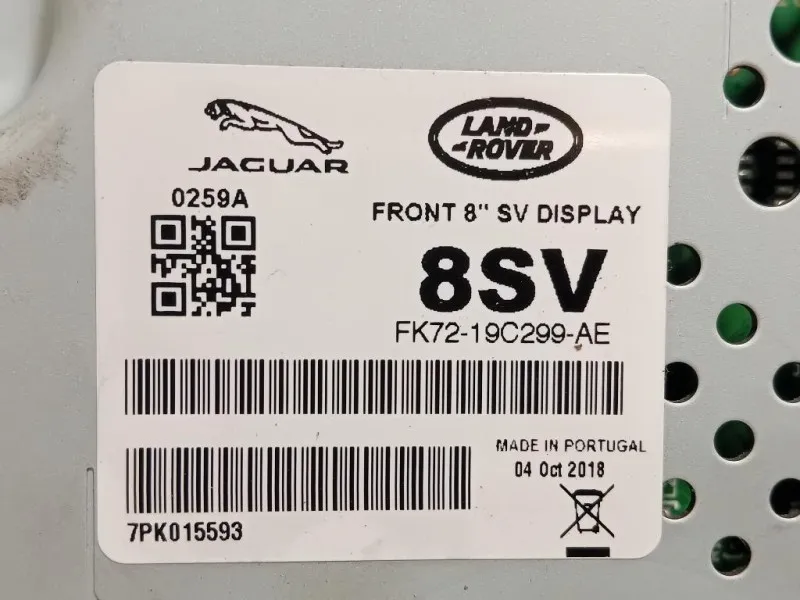 JAGUAR
LAND
ROVER
0259A
FRONT 8" SV DISPLAY
8SV
FK72-19C299-AE
MADE IN PORTUGAL
04 Oct 2018
7PK015593